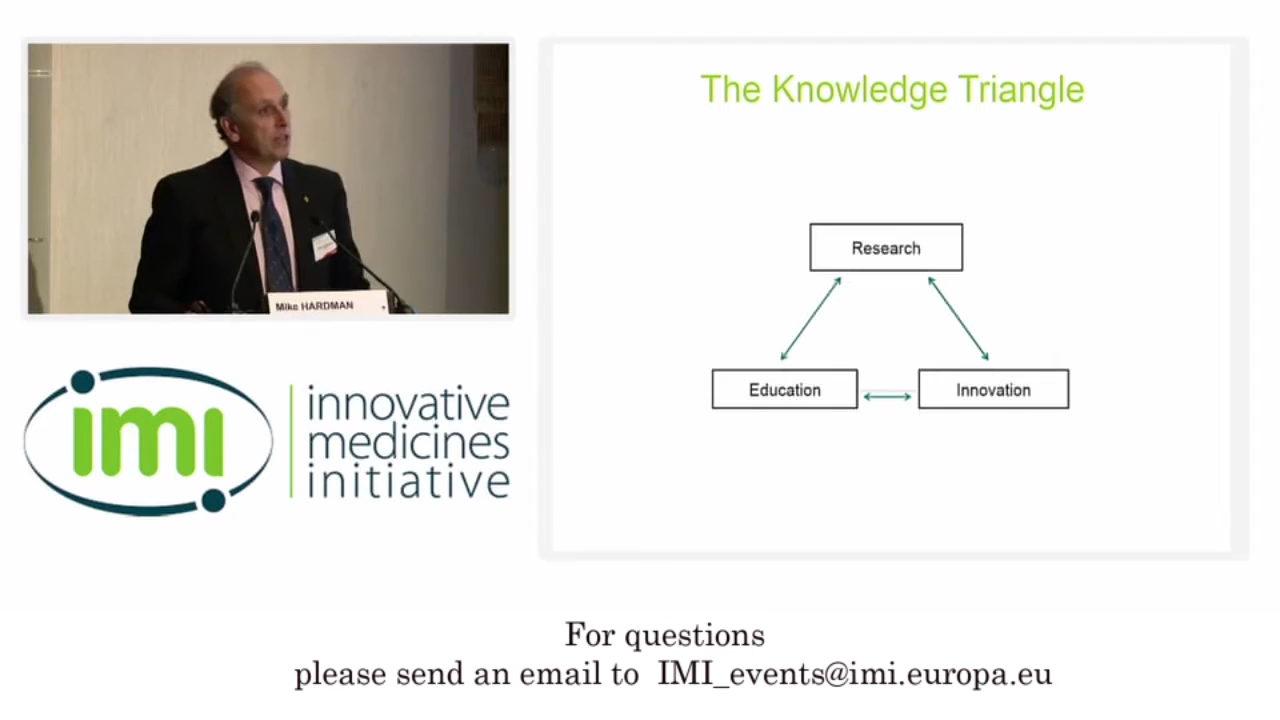 Mike HARDMAN
imi
innovative
medicines
initiative
The Knowledge Triangle
Research
Education
Innovation
For questions
please send an email to IMI_events@imi.europa.eu